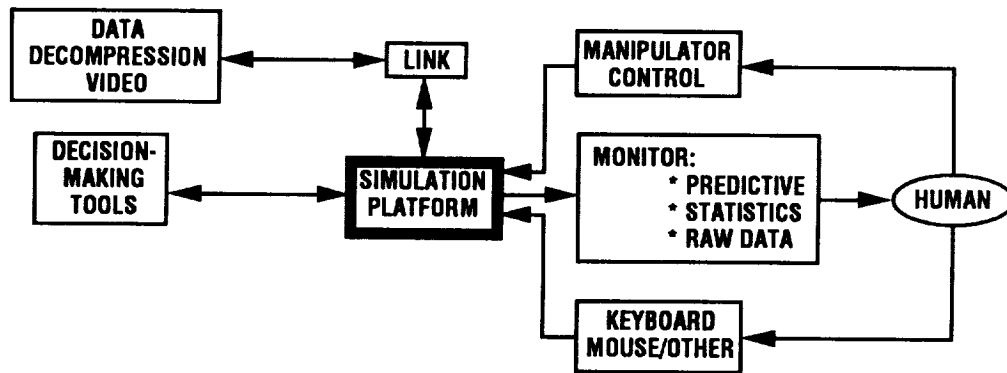 DATA
DECOMPRESSION
VIDEO
LINK
MANIPULATOR
CONTROL
DECISION-
MAKING
TOOLS
SIMULATION
PLATFORM
MONITOR:
* PREDICTIVE
* STATISTICS
* RAW DATA
HUMAN
KEYBOARD
MOUSE/OTHER